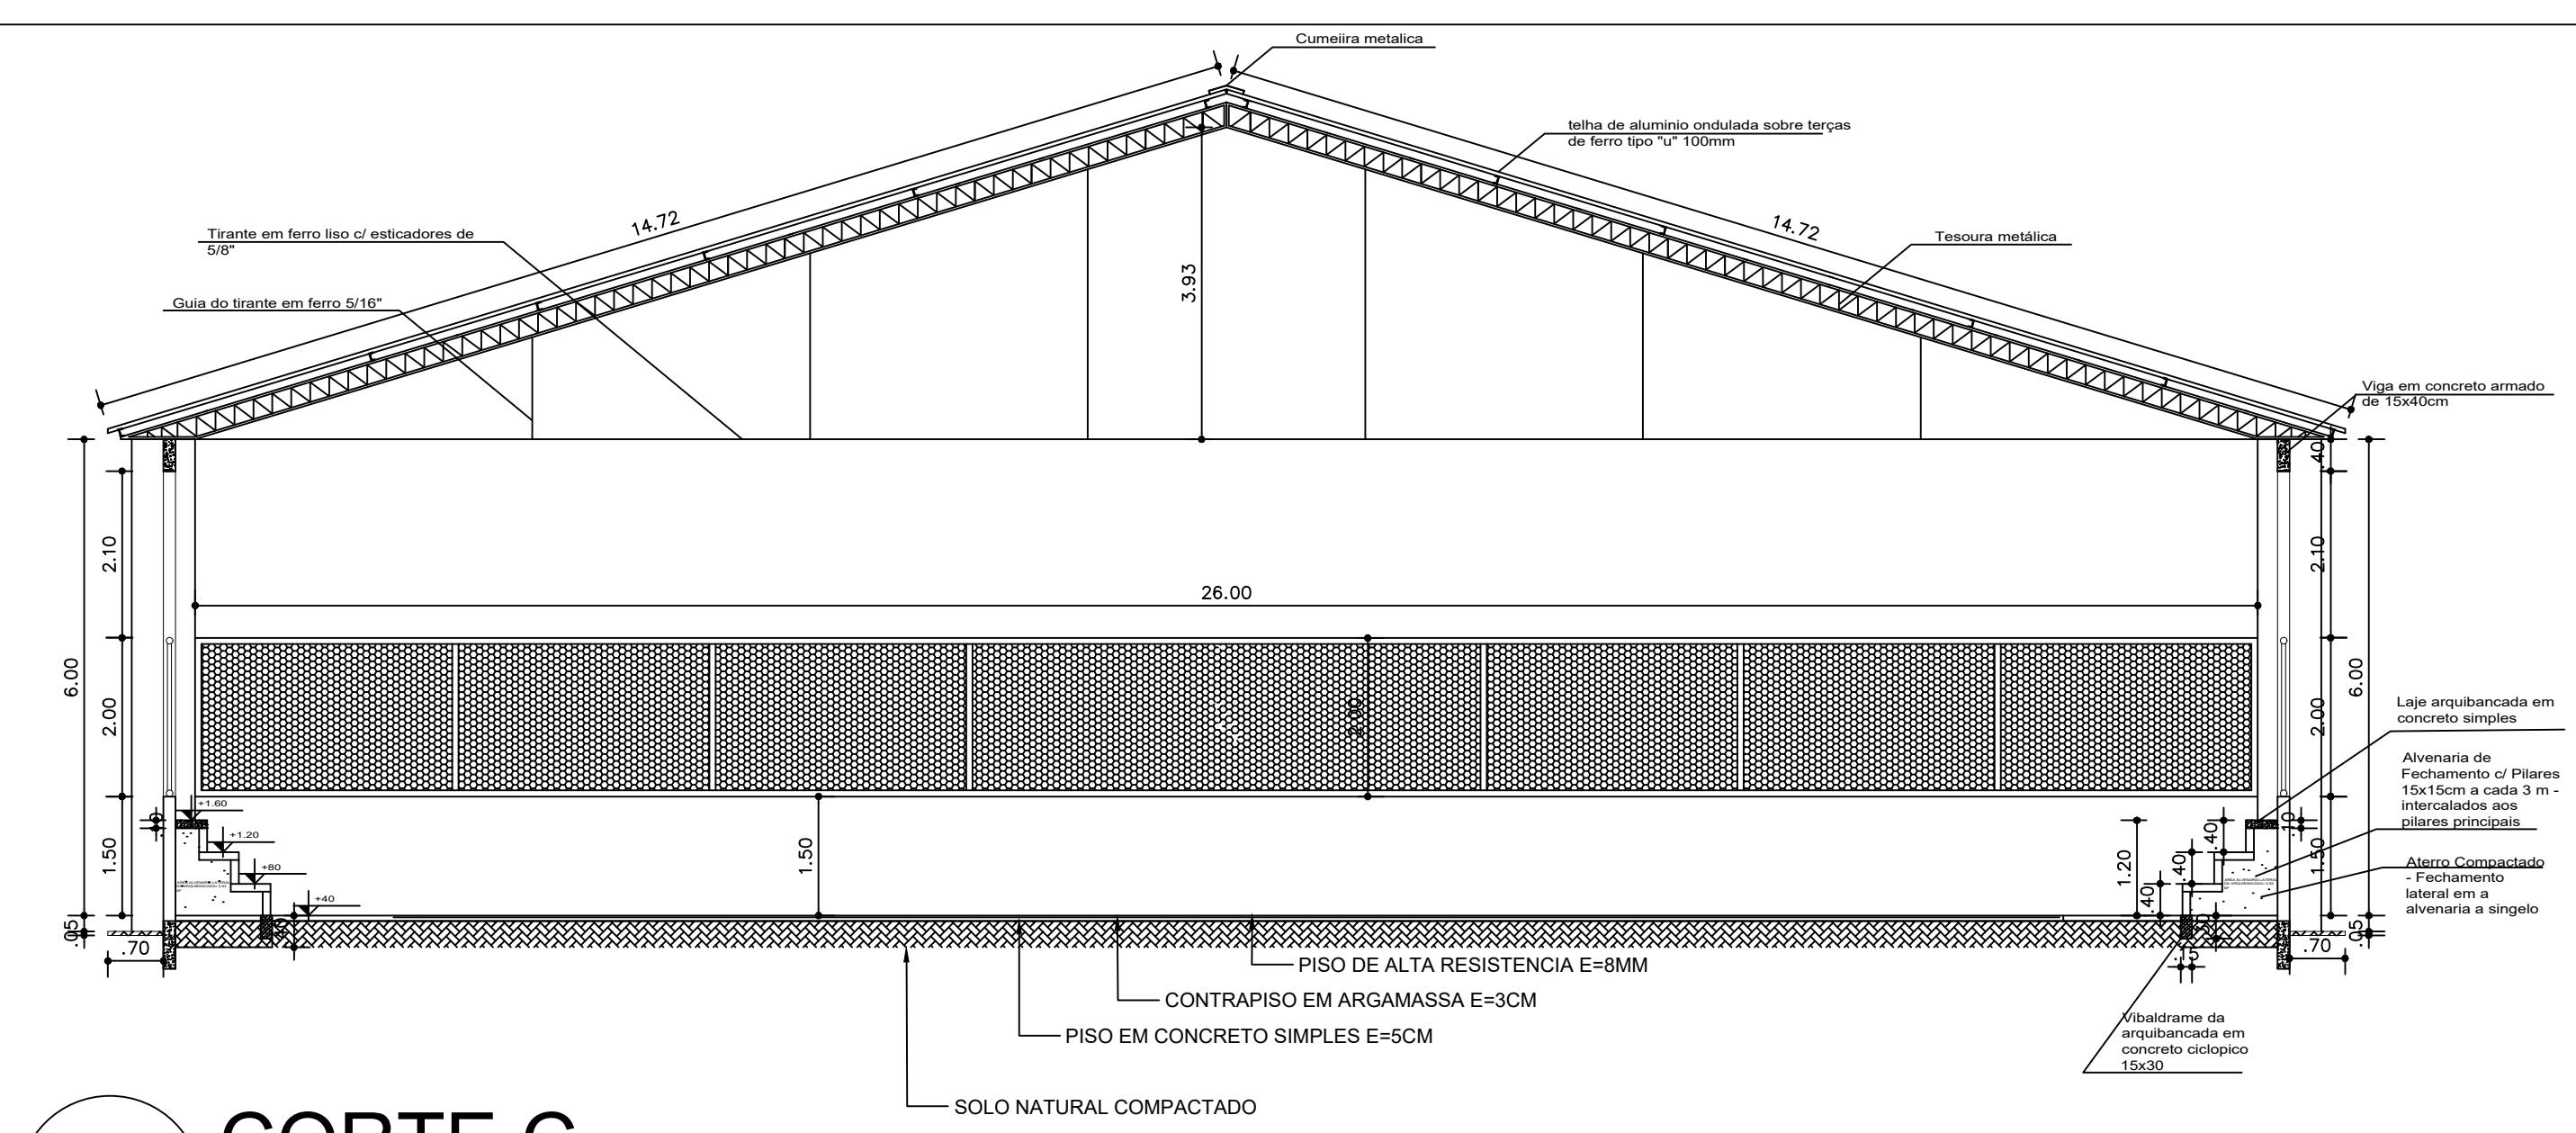 Cumeiira metalica
telha de aluminio ondulada sobre terças
de ferro tipo "u" 100mm
14.72
14.72
Tirante em ferro liso c/ esticadores de
5/8"
Tesoura metálica
3.93
Guia do tirante em ferro 5/16"
Viga em concreto armado
de 15x40cm
.40
2.10
2.10
26.00
6.00
6.00
2.00
2.00
2.00
Laje arquibancada em
concreto simples
Alvenaria de
Fechamento c/ Pilares
15x15cm a cada 3 m -
intercalados aos
pilares principais
+1.60
+1.20
+80
+40
1.50
1.50
1.50
1.20
.40
.40
.40
.10
Aterro Compactado
- Fechamento
lateral em a
alvenaria a singelo
.05
.70
.40
.30
.05
.70
PISO DE ALTA RESISTENCIA E=8MM
CONTRAPISO EM ARGAMASSA E=3CM
PISO EM CONCRETO SIMPLES E=5CM
SOLO NATURAL COMPACTADO
Vibaldrame da
arquibancada em
concreto ciclopico
15x30
CORTE C